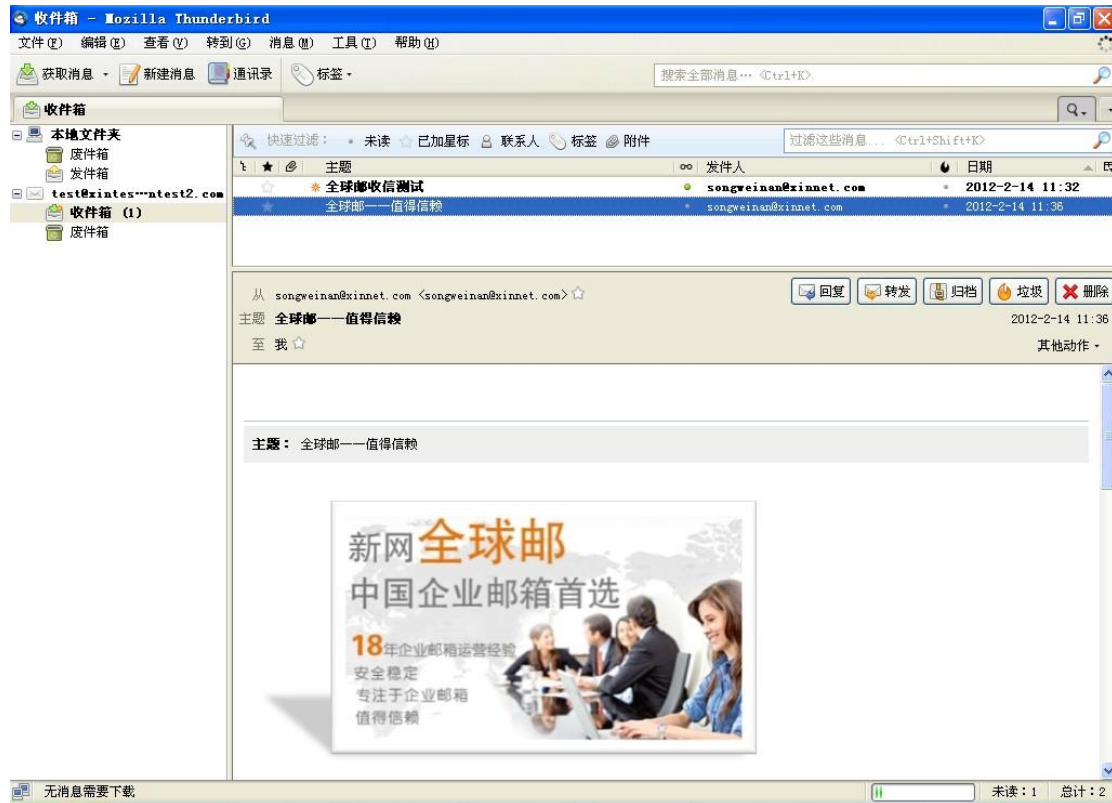 收件箱 - Mozilla Thunderbird
文件(F) 编辑(E) 查看(V) 转到(G) 消息(M) 工具(T) 帮助(H)
获取消息 新建消息 通讯录 标签 搜索全部消息… <Ctrl+K>
收件箱
本地文件夹
废件箱
发件箱
test@xintes…ntest2.com
收件箱 (1)
废件箱
快速过滤： 未读 已加星标 联系人 标签 附件 过滤这些消息... <Ctrl+Shift+K>
主题 发件人 日期
全球邮收信测试 songweinan@xinnet.com 2012-2-14 11:32
全球邮——值得信赖 songweinan@xinnet.com 2012-2-14 11:36
从 songweinan@xinnet.com <songweinan@xinnet.com> 回复 转发 归档 垃圾 删除
主题 全球邮——值得信赖 2012-2-14 11:36
至 我 其他动作
主题： 全球邮——值得信赖
新网全球邮
中国企业邮箱首选
18年企业邮箱运营经验
安全稳定
专注于企业邮箱
值得信赖
无消息需要下载 未读：1 总计：2